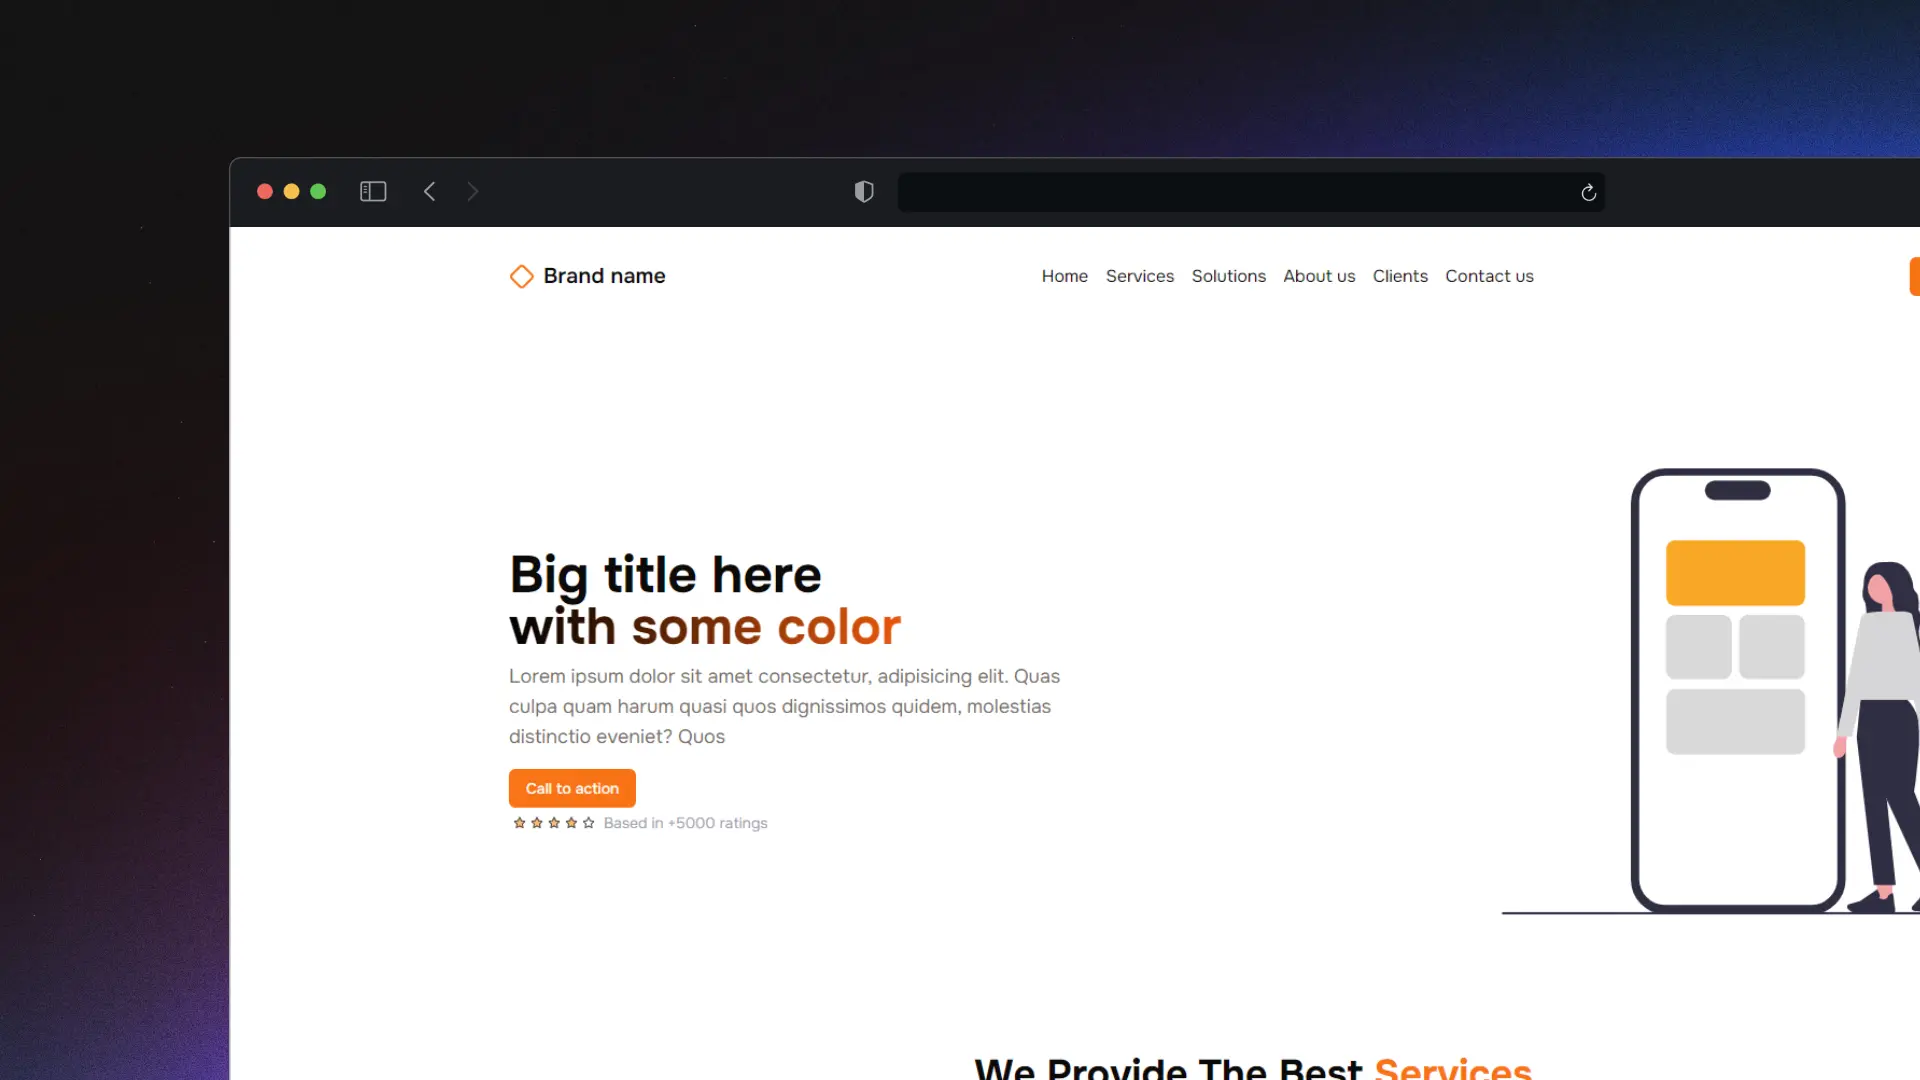 Brand name
Home Services Solutions About us Clients Contact us
Big title here
with some color
Lorem ipsum dolor sit amet consectetur, adipisicing elit. Quas
culpa quam harum quasi quos dignissimos quidem, molestias
distinctio eveniet? Quos
Call to action
Based in +5000 ratings
We Provide The Best Services